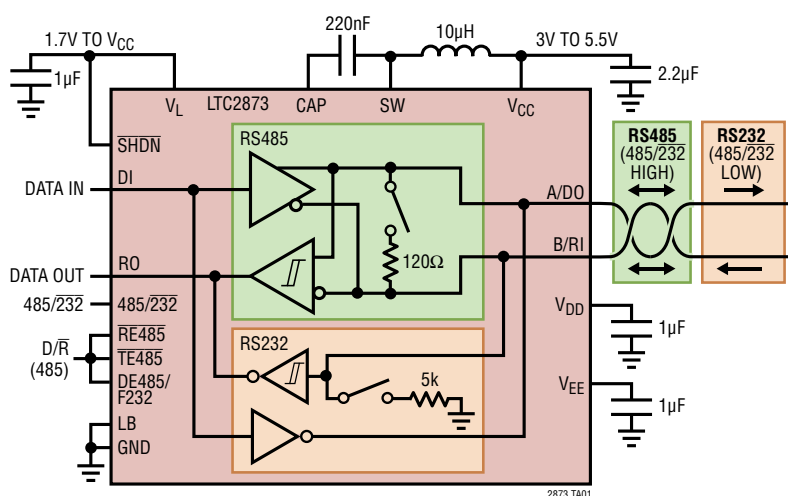 220nF
10µH
1.7V TO VCC
3V TO 5.5V
1µF
2.2µF
VL
LTC2873
CAP
SW
VCC
SHDN
RS485
RS485
(485/232
HIGH)
RS232
(485/232
LOW)
DATA IN
DI
A/DO
120Ω
B/RI
DATA OUT
RO
485/232
485/232
VDD
1µF
D/R
(485)
RE485
TE485
DE485/
F232
RS232
5k
VEE
1µF
LB
GND
2873 TA01